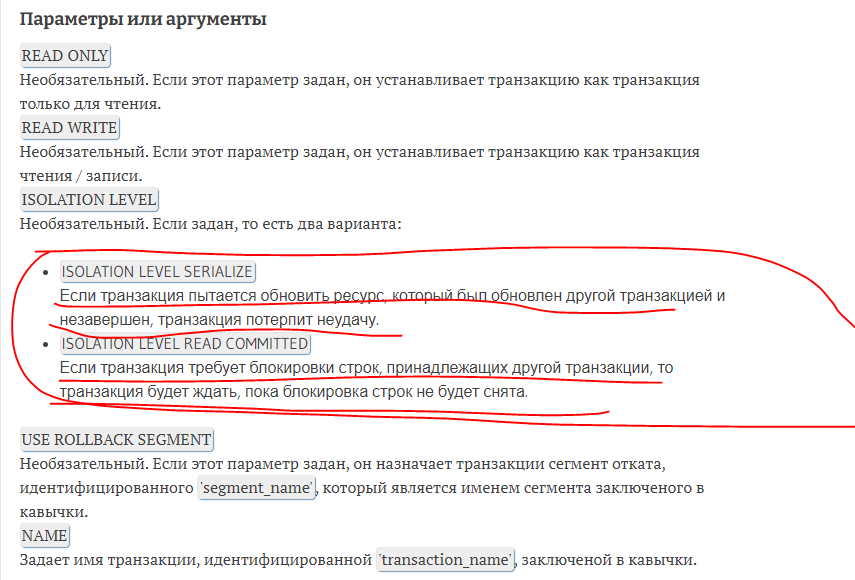 Параметры или аргументы
READ ONLY
Необязательный. Если этот параметр задан, он устанавливает транзакцию как транзакция
только для чтения.
READ WRITE
Необязательный. Если этот параметр задан, он устанавливает транзакцию как транзакция
чтения / записи.
ISOLATION LEVEL
Необязательный. Если задан, то есть два варианта:
• ISOLATION LEVEL SERIALIZE
Если транзакция пытается обновить ресурс, который был обновлен другой транзакцией и
незавершен, транзакция потерпит неудачу.
• ISOLATION LEVEL READ COMMITTED
Если транзакция требует блокировки строк, принадлежащих другой транзакции, то
транзакция будет ждать, пока блокировка строк не будет снята.
USE ROLLBACK SEGMENT
Необязательный. Если этот параметр задан, он назначает транзакции сегмент отката,
идентифицированного 'segment_name', который является именем сегмента заключеного в
кавычки.
NAME
Задает имя транзакции, идентифицированной 'transaction_name', заключеной в кавычки.